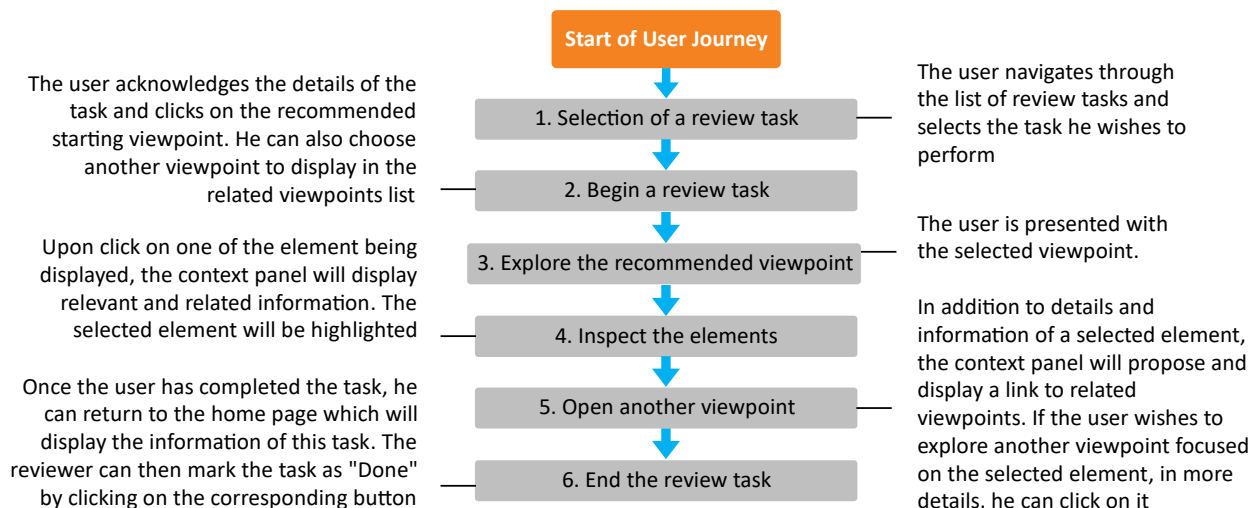 Start of User Journey
The user navigates through
the list of review tasks and
selects the task he wishes to
perform
1. Selection of a review task
The user acknowledges the details of the
task and clicks on the recommended
starting viewpoint. He can also choose
another viewpoint to display in the
related viewpoints list
2. Begin a review task
The user is presented with
the selected viewpoint.
3. Explore the recommended viewpoint
Upon click on one of the element being
displayed, the context panel will display
relevant and related information. The
selected element will be highlighted
4. Inspect the elements
In addition to details and
information of a selected element,
the context panel will propose and
display a link to related
viewpoints. If the user wishes to
explore another viewpoint focused
on the selected element, in more
details, he can click on it
5. Open another viewpoint
Once the user has completed the task, he
can return to the home page which will
display the information of this task. The
reviewer can then mark the task as "Done"
by clicking on the corresponding button
6. End the review task